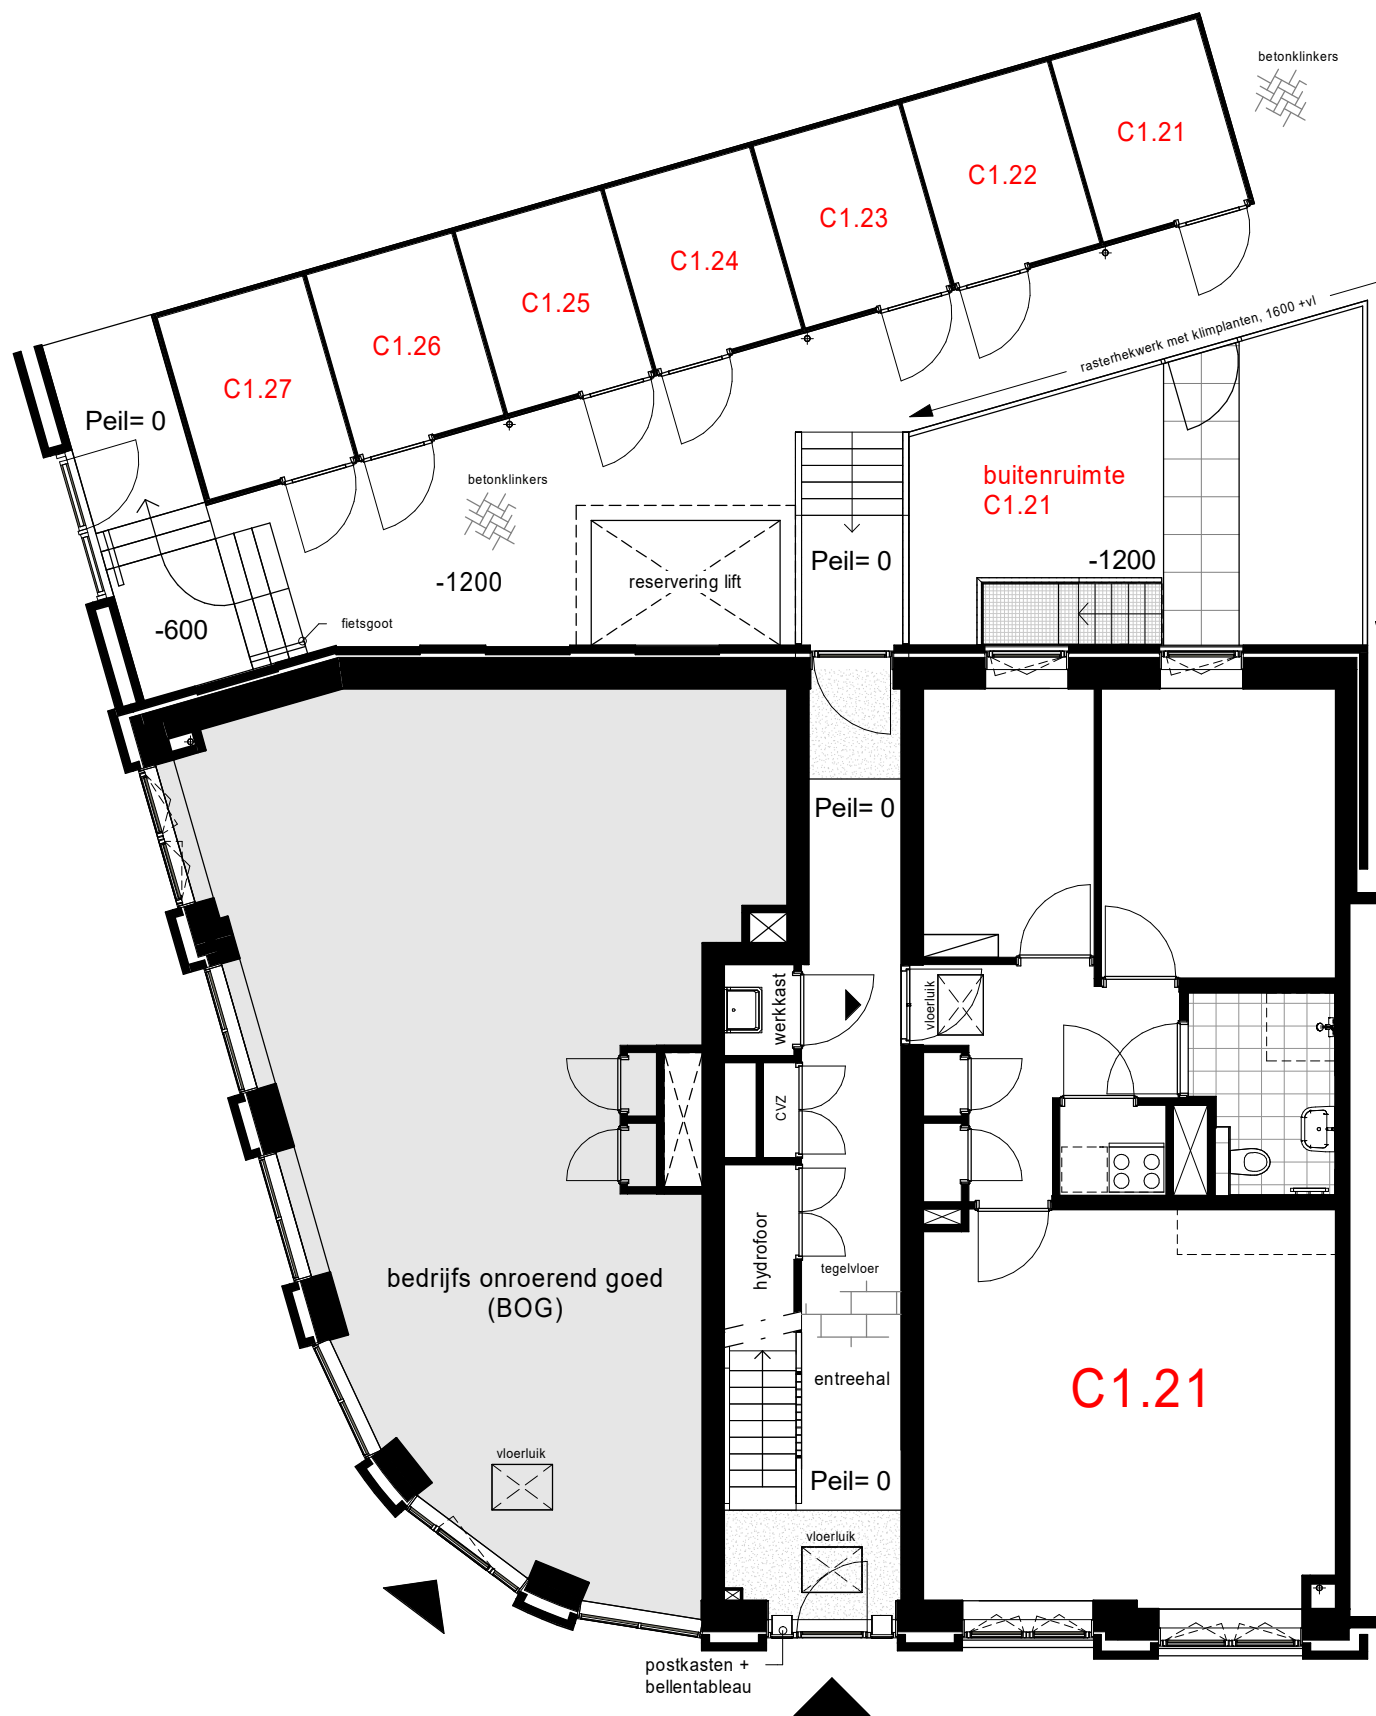 betonklinkers
C1.21
C1.22
C1.23
C1.24
C1.25
C1.26
C1.27
rasterhekwerk met klimplanten, 1600 +vl
Peil= 0
betonklinkers
buitenruimte
C1.21
-1200
Peil= 0
reservering lift
-1200
-600
fietsgoot
Peil= 0
werkkast
vloerluik
cvz
hydrofoor
tegelvloer
bedrijfs onroerend goed
(BOG)
entreehal
C1.21
vloerluik
Peil= 0
vloerluik
postkasten +
bellentableau